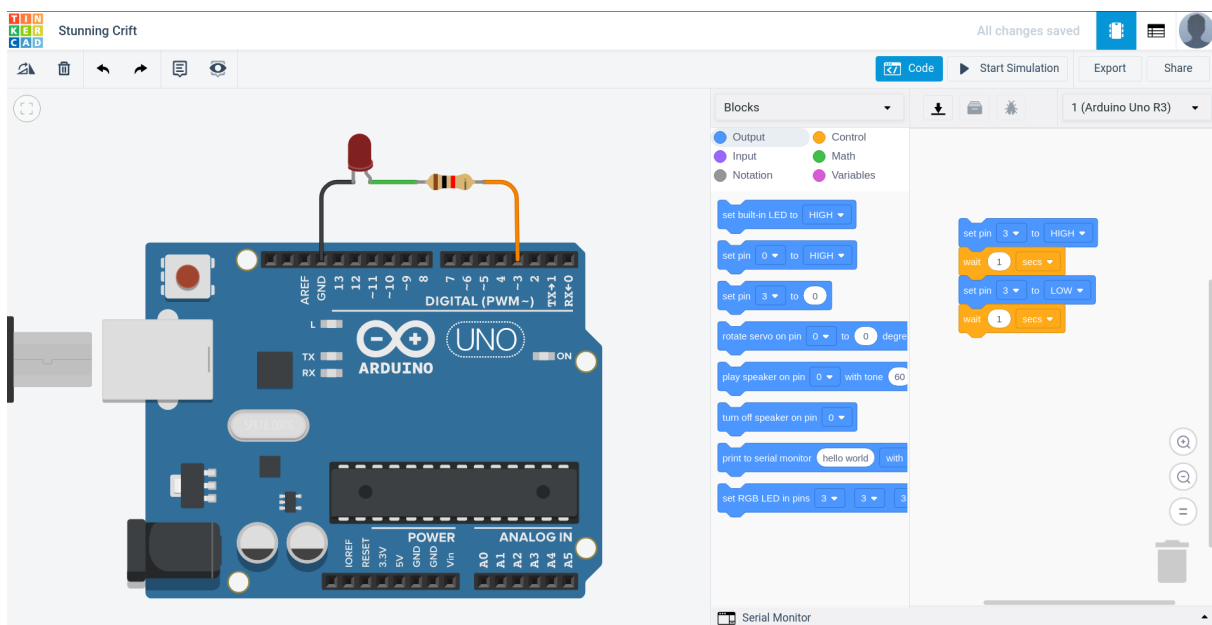 TIN
KER
CAD
Stunning Crift
All changes saved
Code
Start Simulation
Export
Share
Blocks
1 (Arduino Uno R3)
Output
Control
Input
Math
Notation
Variables
set built-in LED to HIGH
set pin 0 to HIGH
set pin 3 to 0
rotate servo on pin 0 to 0 degre
play speaker on pin 0 with tone 60
turn off speaker on pin 0
print to serial monitor hello world with
set RGB LED in pins 3 3 3
set pin 3 to HIGH
wait 1 secs
set pin 3 to LOW
wait 1 secs
AREF
GND
13
12
~11
~10
~9
8
7
~6
~5
4
~3
2
TX→1
RX←0
DIGITAL (PWM~)
L
TX
RX
ARDUINO
UNO
ON
POWER
ANALOG IN
IOREF
RESET
3.3V
5V
GND
GND
Vin
A0
A1
A2
A3
A4
A5
Serial Monitor